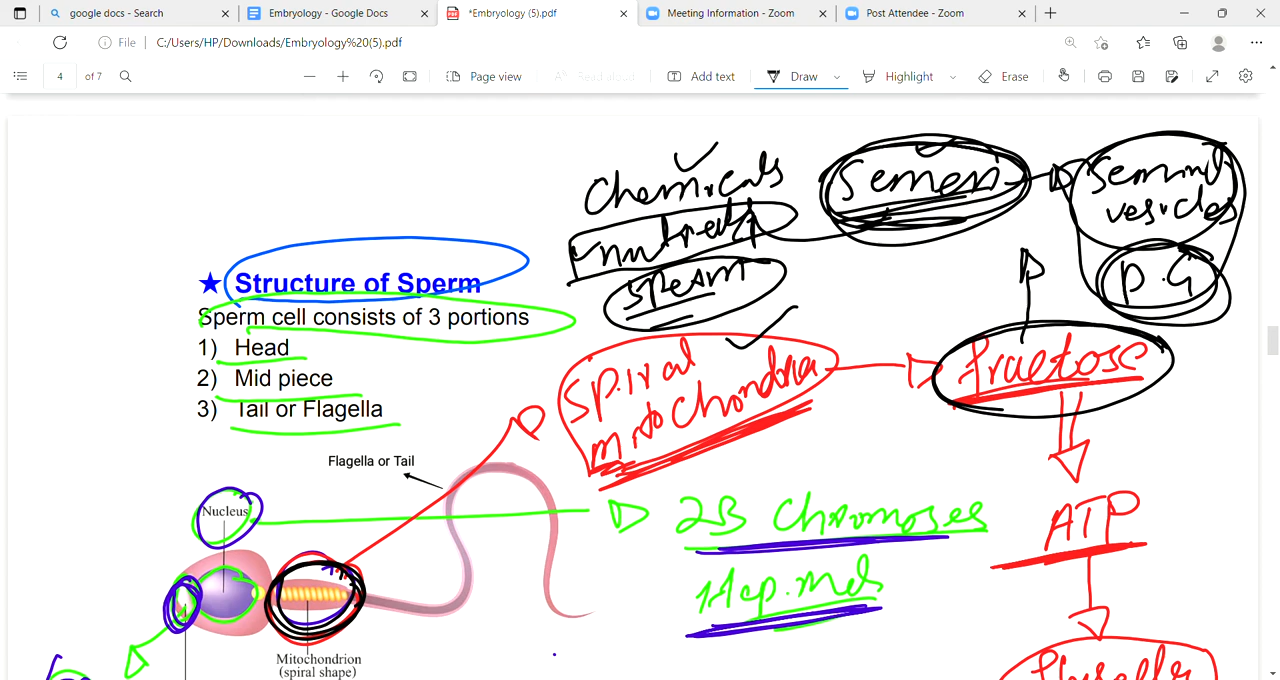 google docs - Search
Embryology - Google Docs
*Embryology (5).pdf
Meeting Information - Zoom
Post Attendee - Zoom
File
C:/Users/HP/Downloads/Embryology%20(5).pdf
4 of 7
Page view
Read aloud
Add text
Draw
Highlight
Erase
Chemicals
Semen
Seminal
vesicles
P.G
Sperm
★ Structure of Sperm
Sperm cell consists of 3 portions
1) Head
2) Mid piece
3) Tail or Flagella
Spiral
mitochondria
fructose
ATP
Flagella or Tail
Nucleus
23 Chromoses
Mitochondrion
(spiral shape)